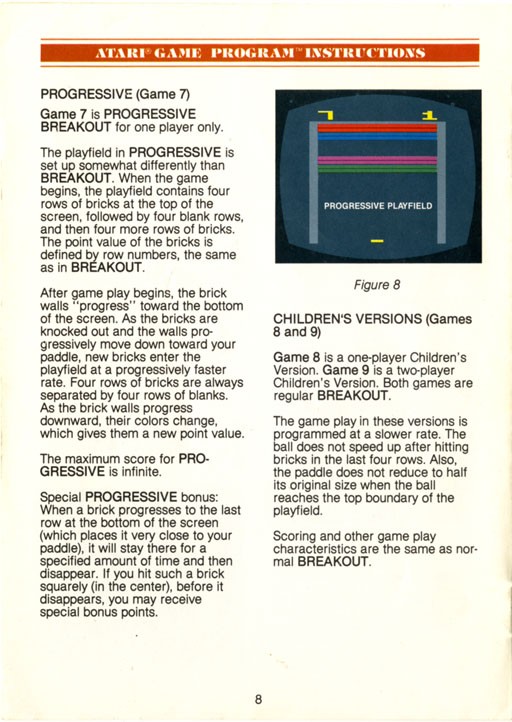 ATARI® GAME PROGRAM™ INSTRUCTIONS
PROGRESSIVE (Game 7)
Game 7 is PROGRESSIVE
BREAKOUT for one player only.
The playfield in PROGRESSIVE is
set up somewhat differently than
BREAKOUT. When the game
begins, the playfield contains four
rows of bricks at the top of the
screen, followed by four blank rows,
and then four more rows of bricks.
The point value of the bricks is
defined by row numbers, the same
as in BREAKOUT.
After game play begins, the brick
walls "progress" toward the bottom
of the screen. As the bricks are
knocked out and the walls pro-
gressively move down toward your
paddle, new bricks enter the
playfield at a progressively faster
rate. Four rows of bricks are always
separated by four rows of blanks.
As the brick walls progress
downward, their colors change,
which gives them a new point value.
The maximum score for PRO-
GRESSIVE is infinite.
Special PROGRESSIVE bonus:
When a brick progresses to the last
row at the bottom of the screen
(which places it very close to your
paddle), it will stay there for a
specified amount of time and then
disappear. If you hit such a brick
squarely (in the center), before it
disappears, you may receive
special bonus points.
7 1
PROGRESSIVE PLAYFIELD
Figure 8
CHILDREN'S VERSIONS (Games
8 and 9)
Game 8 is a one-player Children's
Version. Game 9 is a two-player
Children's Version. Both games are
regular BREAKOUT.
The game play in these versions is
programmed at a slower rate. The
ball does not speed up after hitting
bricks in the last four rows. Also,
the paddle does not reduce to half
its original size when the ball
reaches the top boundary of the
playfield.
Scoring and other game play
characteristics are the same as nor-
mal BREAKOUT.
8